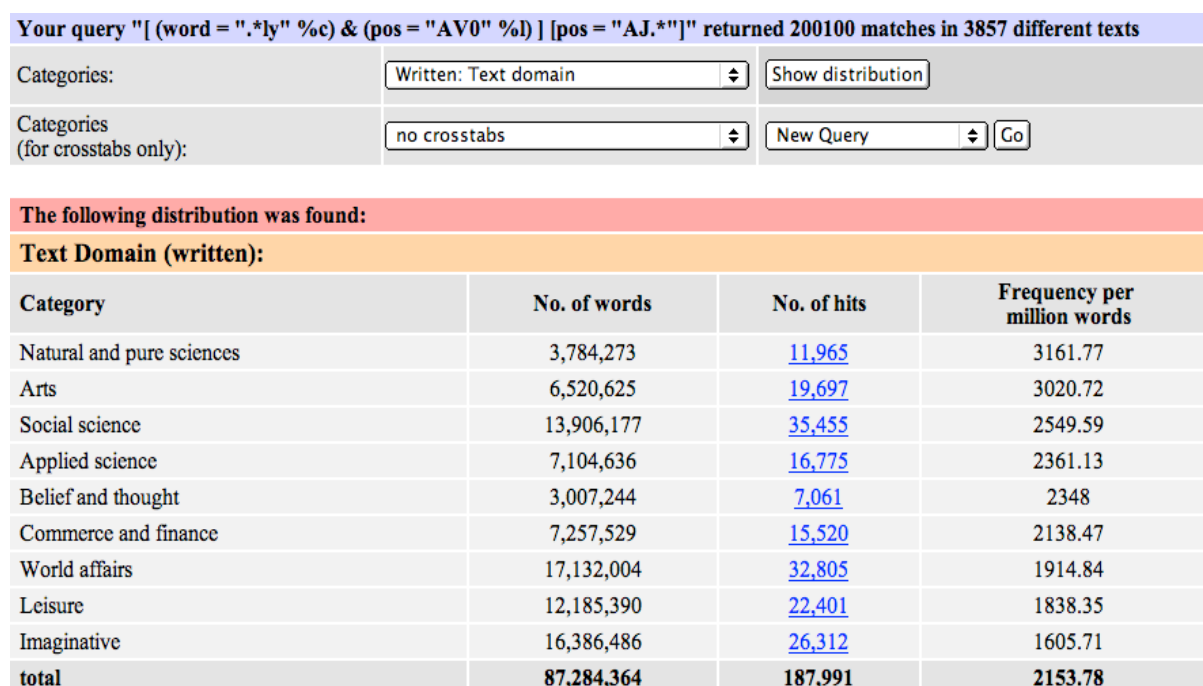 Your query "[ (word = ".*ly" %c) & (pos = "AV0" %l) ] [pos = "AJ.*"]" returned 200100 matches in 3857 different texts
Categories: Written: Text domain Show distribution
Categories
(for crosstabs only): no crosstabs New Query Go
The following distribution was found:
Text Domain (written):
Category No. of words No. of hits Frequency per
million words
Natural and pure sciences 3,784,273 11,965 3161.77
Arts 6,520,625 19,697 3020.72
Social science 13,906,177 35,455 2549.59
Applied science 7,104,636 16,775 2361.13
Belief and thought 3,007,244 7,061 2348
Commerce and finance 7,257,529 15,520 2138.47
World affairs 17,132,004 32,805 1914.84
Leisure 12,185,390 22,401 1838.35
Imaginative 16,386,486 26,312 1605.71
total 87,284,364 187,991 2153.78